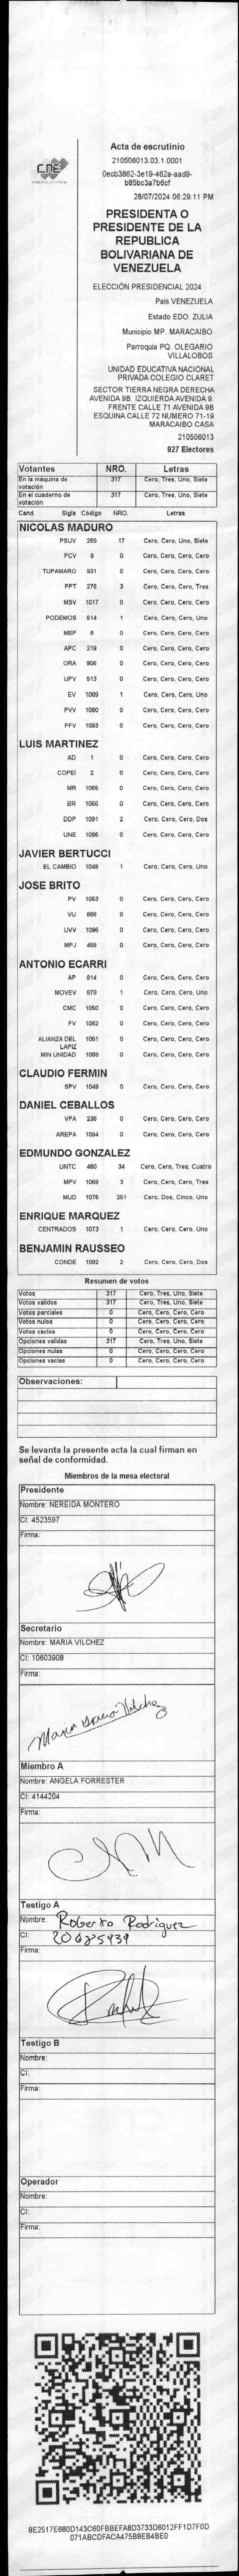 CNE
Acta de escrutinio
210506013.03.1.0001
0ecb3862-3e19-462a-aad9-
b85bc3a7b6cf
28/07/2024 06:29:11 PM
PRESIDENTA O
PRESIDENTE DE LA
REPUBLICA
BOLIVARIANA DE
VENEZUELA
ELECCIÓN PRESIDENCIAL 2024
Pais VENEZUELA
Estado EDO. ZULIA
Municipio MP. MARACAIBO
Parroquia PQ. OLEGARIO
VILLALOBOS
UNIDAD EDUCATIVA NACIONAL
PRIVADA COLEGIO CLARET
SECTOR TIERRA NEGRA DERECHA
AVENIDA 9B. IZQUIERDA AVENIDA 9.
FRENTE CALLE 71 AVENIDA 9B
ESQUINA CALLE 72 NUMERO 71-19
MARACAIBO CASA
210506013
927 Electores
Votantes NRO. Letras
En la máquina de votación 317 Cero, Tres, Uno, Siete
En el cuaderno de votación 317 Cero, Tres, Uno, Siete
Cand. Sigla Código NRO. Letras
NICOLAS MADURO
PSUV 269 17 Cero, Cero, Uno, Siete
PCV 9 0 Cero, Cero, Cero, Cero
TUPAMARO 931 0 Cero, Cero, Cero, Cero
PPT 276 3 Cero, Cero, Cero, Tres
MSV 1017 0 Cero, Cero, Cero, Cero
PODEMOS 514 1 Cero, Cero, Cero, Uno
MEP 6 0 Cero, Cero, Cero, Cero
APC 219 0 Cero, Cero, Cero, Cero
ORA 906 0 Cero, Cero, Cero, Cero
UPV 513 0 Cero, Cero, Cero, Cero
EV 1089 1 Cero, Cero, Cero, Uno
PVV 1090 0 Cero, Cero, Cero, Cero
PFV 1093 0 Cero, Cero, Cero, Cero
LUIS MARTINEZ
AD 1 0 Cero, Cero, Cero, Cero
COPEI 2 0 Cero, Cero, Cero, Cero
MR 1065 0 Cero, Cero, Cero, Cero
BR 1066 0 Cero, Cero, Cero, Cero
DDP 1091 2 Cero, Cero, Cero, Dos
UNE 1095 0 Cero, Cero, Cero, Cero
JAVIER BERTUCCI
EL CAMBIO 1048 1 Cero, Cero, Cero, Uno
JOSE BRITO
PV 1053 0 Cero, Cero, Cero, Cero
VU 868 0 Cero, Cero, Cero, Cero
UVV 1096 0 Cero, Cero, Cero, Cero
MPJ 458 0 Cero, Cero, Cero, Cero
ANTONIO ECARRI
AP 814 0 Cero, Cero, Cero, Cero
MOVEV 878 1 Cero, Cero, Cero, Uno
CMC 1050 0 Cero, Cero, Cero, Cero
FV 1062 0 Cero, Cero, Cero, Cero
ALIANZA DEL LAPIZ 1051 0 Cero, Cero, Cero, Cero
MIN UNIDAD 1068 0 Cero, Cero, Cero, Cero
CLAUDIO FERMIN
SPV 1049 0 Cero, Cero, Cero, Cero
DANIEL CEBALLOS
VPA 236 0 Cero, Cero, Cero, Cero
AREPA 1094 0 Cero, Cero, Cero, Cero
EDMUNDO GONZALEZ
UNTC 460 34 Cero, Cero, Tres, Cuatro
MPV 1069 3 Cero, Cero, Cero, Tres
MUD 1076 251 Cero, Dos, Cinco, Uno
ENRIQUE MARQUEZ
CENTRADOS 1073 1 Cero, Cero, Cero, Uno
BENJAMIN RAUSSEO
CONDE 1092 2 Cero, Cero, Cero, Dos
Resumen de votos
Votos 317 Cero, Tres, Uno, Siete
Votos válidos 317 Cero, Tres, Uno, Siete
Votos parciales 0 Cero, Cero, Cero, Cero
Votos nulos 0 Cero, Cero, Cero, Cero
Votos vacíos 0 Cero, Cero, Cero, Cero
Opciones validas 317 Cero, Tres, Uno, Siete
Opciones nulas 0 Cero, Cero, Cero, Cero
Opciones vacias 0 Cero, Cero, Cero, Cero
Observaciones:
Se levanta la presente acta la cual firman en
señal de conformidad.
Miembros de la mesa electoral
Presidente
Nombre: NEREIDA MONTERO
CI: 4523597
Firma:
Secretario
Nombre: MARIA VILCHEZ
CI: 10603908
Firma:
Miembro A
Nombre: ANGELA FORRESTER
CI: 4144204
Firma:
Testigo A
Nombre: Roberto Rodriguez
CI: 20685939
Firma:
Testigo B
Nombre:
CI:
Firma:
Operador
Nombre:
CI:
Firma:
8E2517E680D143C60FBBEFA8D3733D6012FF1D7F0D
071ABCDFACA475B8EB4BE0